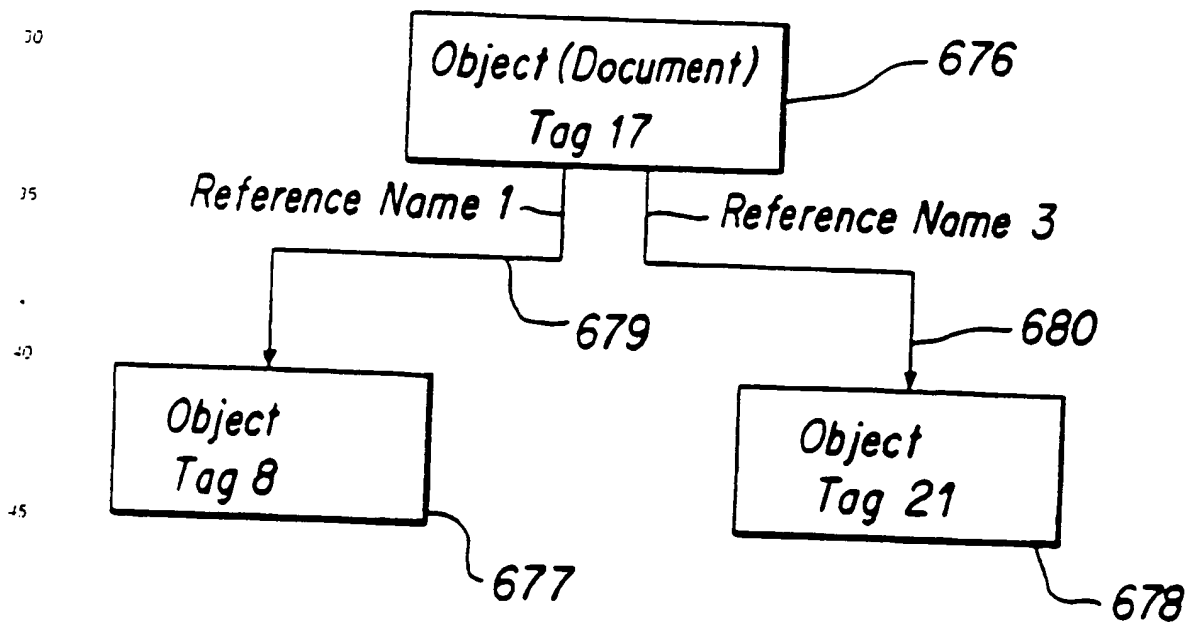 30
Object (Document)
Tag 17
676
35
Reference Name 1
Reference Name 3
679
680
40
Object
Tag 8
Object
Tag 21
45
677
678